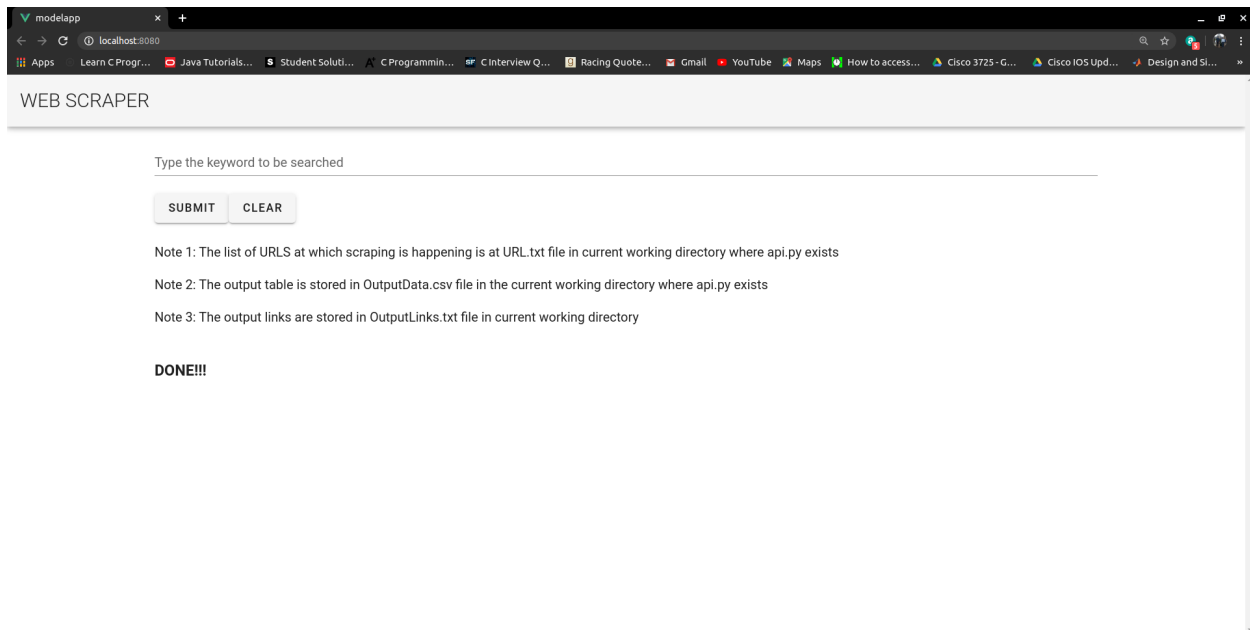 modelapp
localhost:8080
Apps Learn C Progr... Java Tutorials... Student Soluti... C Programmin... C Interview Q... Racing Quote... Gmail YouTube Maps How to access... Cisco 3725 - G... Cisco IOS Upd... Design and Si... »
WEB SCRAPER
Type the keyword to be searched
SUBMIT CLEAR
Note 1: The list of URLS at which scraping is happening is at URL.txt file in current working directory where api.py exists
Note 2: The output table is stored in OutputData.csv file in the current working directory where api.py exists
Note 3: The output links are stored in OutputLinks.txt file in current working directory
DONE!!!